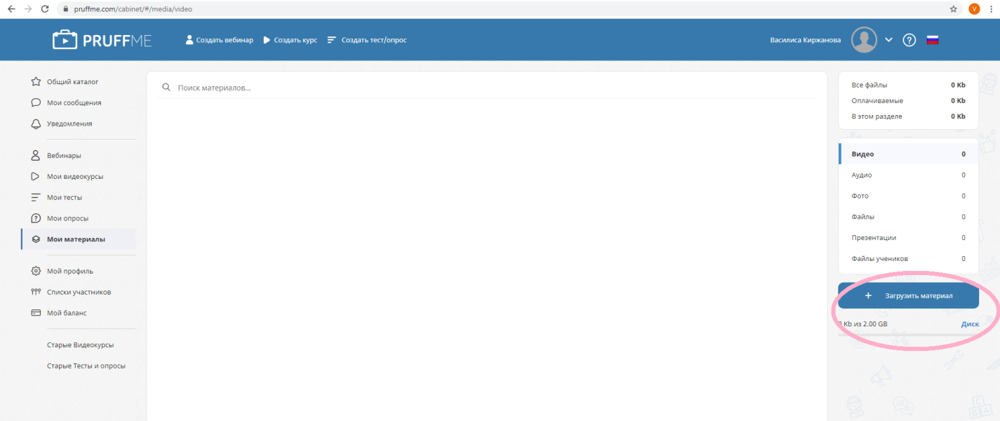 pruffme.com/cabinet/#/media/video
V
PRUFFME
Создать вебинар
Создать курс
Создать тест/опрос
Василиса Киржанова
?
Общий каталог
Мои сообщения
Уведомления
Вебинары
Мои видеокурсы
Мои тесты
Мои опросы
Мои материалы
Мой профиль
Списки участников
Мой баланс
Старые Видеокурсы
Старые Тесты и опросы
Поиск материалов...
Все файлы 0 Kb
Оплачиваемые 0 Kb
В этом разделе 0 Kb
Видео 0
Аудио 0
Фото 0
Файлы 0
Презентации 0
Файлы учеников 0
+ Загрузить материал
0 Kb из 2.00 GB Диск